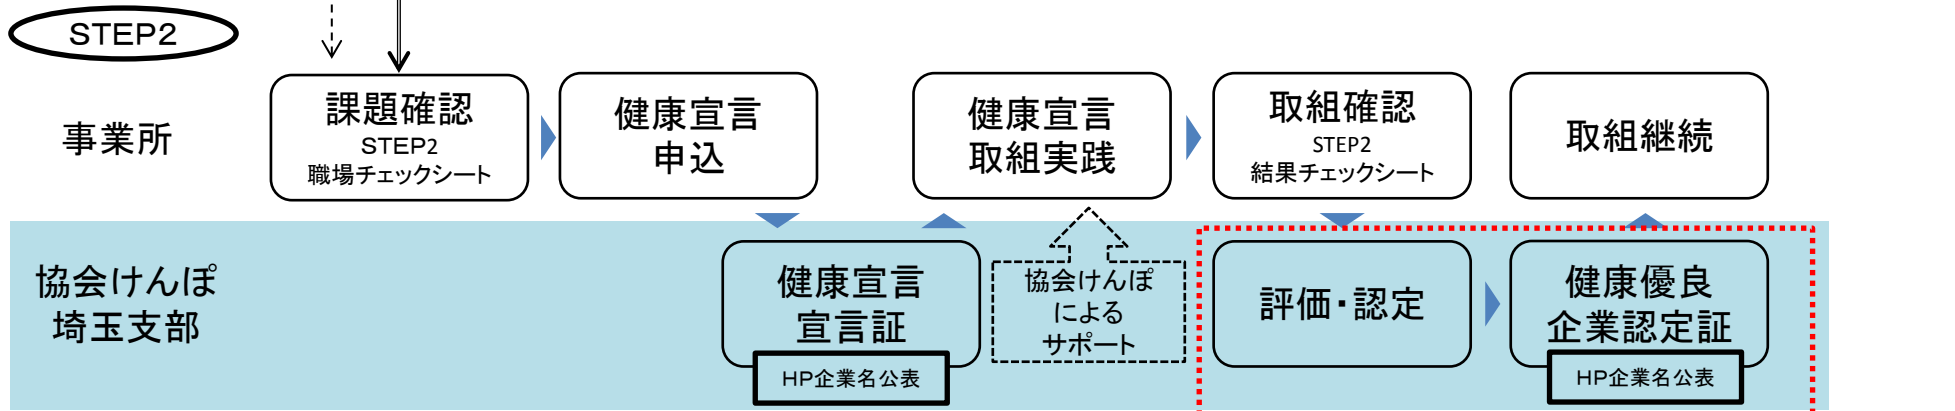 STEP2
事業所
課題確認
STEP2
職場チェックシート
健康宣言
申込
健康宣言
取組実践
取組確認
STEP2
結果チェックシート
取組継続
協会けんぽ
埼玉支部
健康宣言
宣言証
HP企業名公表
協会けんぽ
による
サポート
評価・認定
健康優良
企業認定証
HP企業名公表